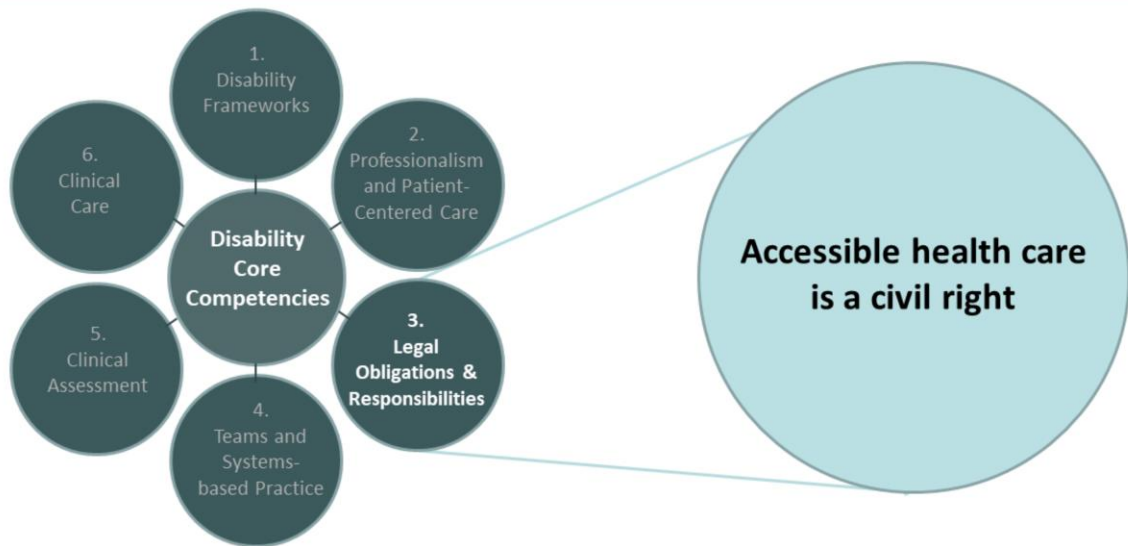 1.
Disability
Frameworks
2.
Professionalism
and Patient-
Centered Care
3.
Legal
Obligations &
Responsibilities
4.
Teams and
Systems-
based Practice
5.
Clinical
Assessment
6.
Clinical
Care
Disability
Core
Competencies
Accessible health care
is a civil right